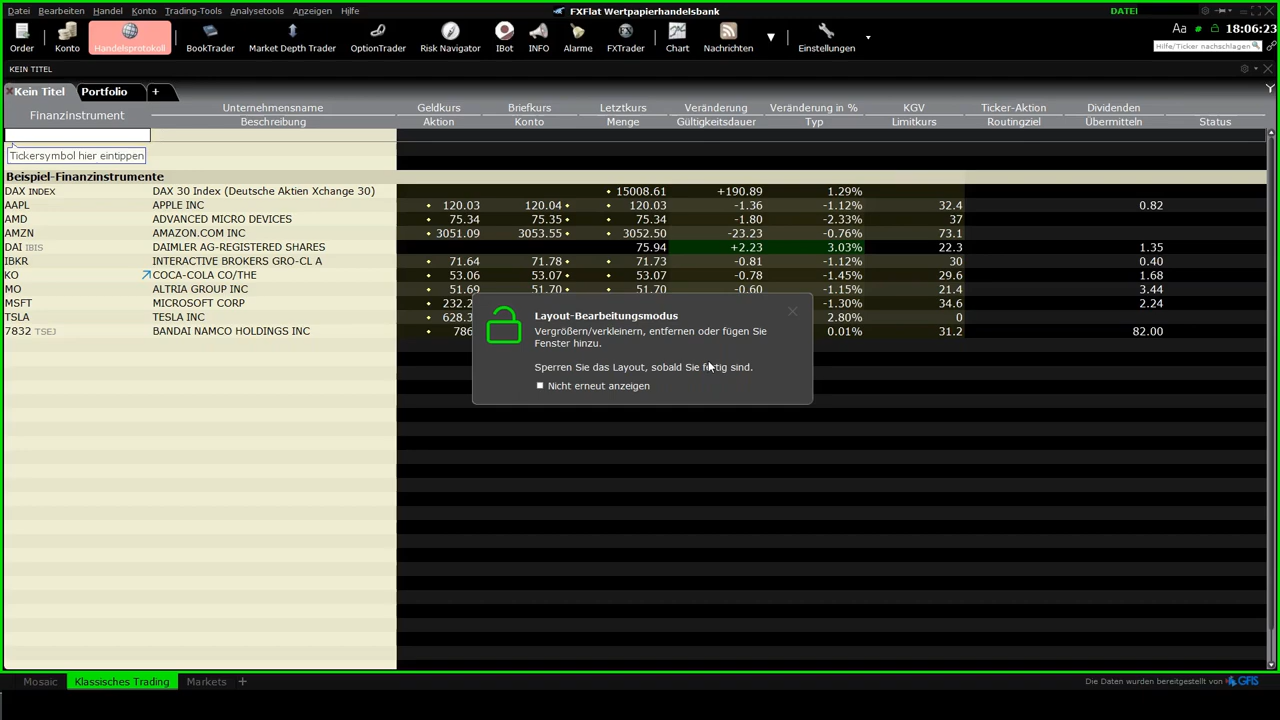 Datei Bearbeiten Handel Konto Trading-Tools Analysetools Anzeigen Hilfe FXFlat Wertpapierhandelsbank DATEI
Order Konto Handelsprotokoll BookTrader Market Depth Trader OptionTrader Risk Navigator IBot INFO Alarme FXTrader Chart Nachrichten Einstellungen
Aa # 18:06:23
Hilfe/Ticker nachschlagen
KEIN TITEL
Kein Titel Portfolio +
Finanzinstrument
Unternehmensname Geldkurs Briefkurs Letztkurs Veränderung Veränderung in % KGV Ticker-Aktion Dividenden
Beschreibung Aktion Konto Menge Gültigkeitsdauer Typ Limitkurs Routingziel Übermitteln Status
Tickersymbol hier eintippen
Beispiel-Finanzinstrumente
DAX INDEX DAX 30 Index (Deutsche Aktien Xchange 30) 15008.61 +190.89 1.29%
AAPL APPLE INC 120.03 120.04 120.03 -1.36 -1.12% 32.4 0.82
AMD ADVANCED MICRO DEVICES 75.34 75.35 75.34 -1.80 -2.33% 37
AMZN AMAZON.COM INC 3051.09 3053.55 3052.50 -23.23 -0.76% 73.1
DAI IBIS DAIMLER AG-REGISTERED SHARES 75.94 +2.23 3.03% 22.3 1.35
IBKR INTERACTIVE BROKERS GRO-CL A 71.64 71.78 71.73 -0.81 -1.12% 30 0.40
KO COCA-COLA CO/THE 53.06 53.07 53.07 -0.78 -1.45% 29.6 1.68
MO ALTRIA GROUP INC 51.69 51.70 51.70 -0.60 -1.15% 21.4 3.44
MSFT MICROSOFT CORP 232.2 -1.30% 34.6 2.24
TSLA TESLA INC 628.3 2.80% 0
7832 TSEJ BANDAI NAMCO HOLDINGS INC 786 0.01% 31.2 82.00
Layout-Bearbeitungsmodus
Vergrößern/verkleinern, entfernen oder fügen Sie
Fenster hinzu.
Sperren Sie das Layout, sobald Sie fertig sind.
Nicht erneut anzeigen
Mosaic Klassisches Trading Markets + Die Daten wurden bereitgestellt von GFIS